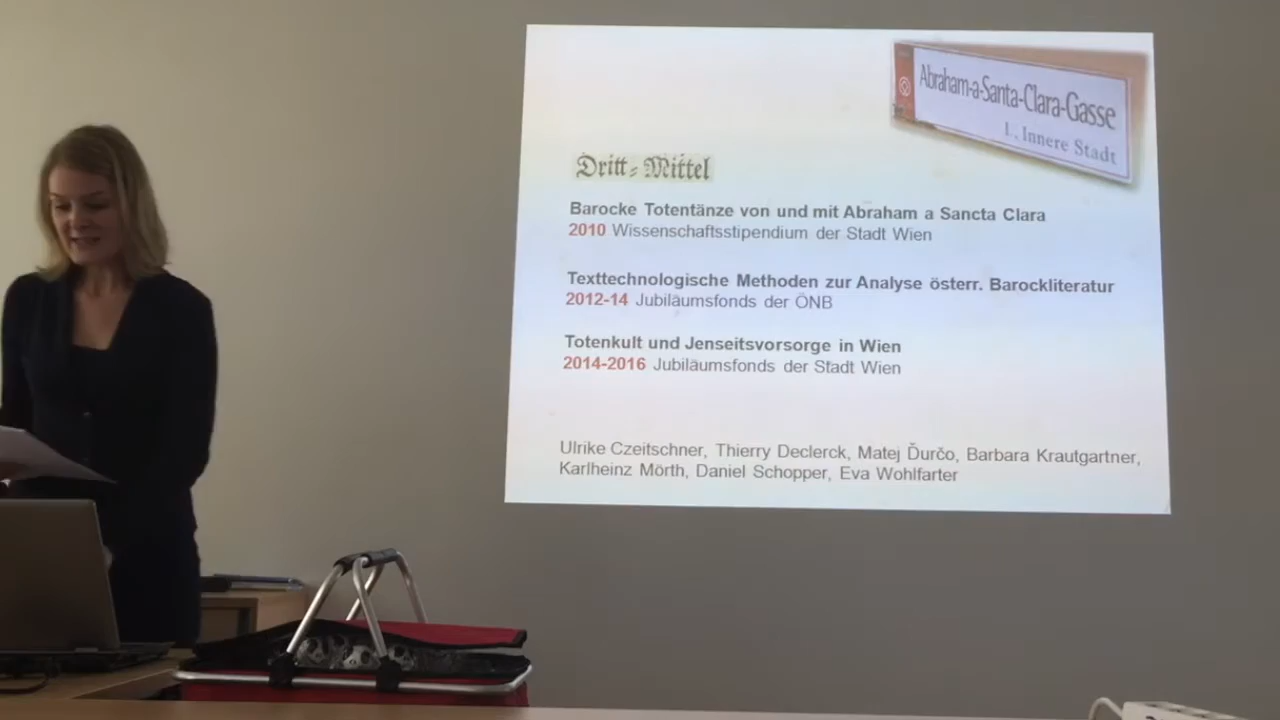 Abraham-a-Santa-Clara-Gasse
1., Innere Stadt
Dritt-Mittel
Barocke Totentänze von und mit Abraham a Sancta Clara
2010 Wissenschaftsstipendium der Stadt Wien
Texttechnologische Methoden zur Analyse österr. Barockliteratur
2012-14 Jubiläumsfonds der ÖNB
Totenkult und Jenseitsvorsorge in Wien
2014-2016 Jubiläumsfonds der Stadt Wien
Ulrike Czeitschner, Thierry Declerck, Matej Ďurčo, Barbara Krautgartner,
Karlheinz Mörth, Daniel Schopper, Eva Wohlfarter